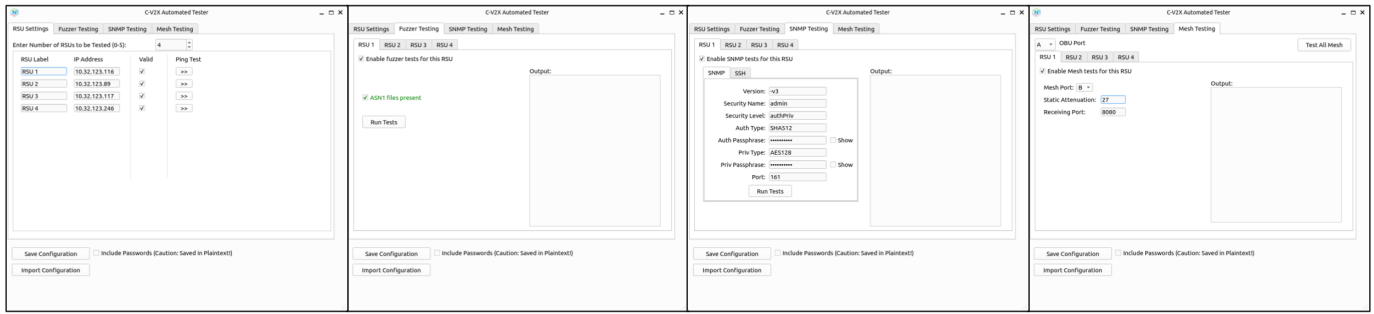 C-V2X Automated Tester
RSU Settings Fuzzer Testing SNMP Testing Mesh Testing
Enter Number of RSUs to be Tested (0-5): 4
RSU Label IP Address Valid Ping Test
RSU 1 10.32.123.116 >>
RSU 2 10.32.123.89 >>
RSU 3 10.32.123.117 >>
RSU 4 10.32.123.246 >>
Save Configuration Include Passwords (Caution: Saved in Plaintext!)
Import Configuration
C-V2X Automated Tester
RSU Settings Fuzzer Testing SNMP Testing Mesh Testing
RSU 1 RSU 2 RSU 3 RSU 4
Enable fuzzer tests for this RSU
Output:
ASN1 files present
Run Tests
Save Configuration Include Passwords (Caution: Saved in Plaintext!)
Import Configuration
C-V2X Automated Tester
RSU Settings Fuzzer Testing SNMP Testing Mesh Testing
RSU 1 RSU 2 RSU 3 RSU 4
Enable SNMP tests for this RSU
SNMP SSH Output:
Version: -v3
Security Name: admin
Security Level: authPriv
Auth Type: SHA512
Auth Passphrase: •••••••••• Show
Priv Type: AES128
Priv Passphrase: •••••••••• Show
Port: 161
Run Tests
Save Configuration Include Passwords (Caution: Saved in Plaintext!)
Import Configuration
C-V2X Automated Tester
RSU Settings Fuzzer Testing SNMP Testing Mesh Testing
A OBU Port Test All Mesh
RSU 1 RSU 2 RSU 3 RSU 4
Enable Mesh tests for this RSU
Output:
Mesh Port: B
Static Attenuation: 27
Receiving Port: 8080
Save Configuration Include Passwords (Caution: Saved in Plaintext!)
Import Configuration